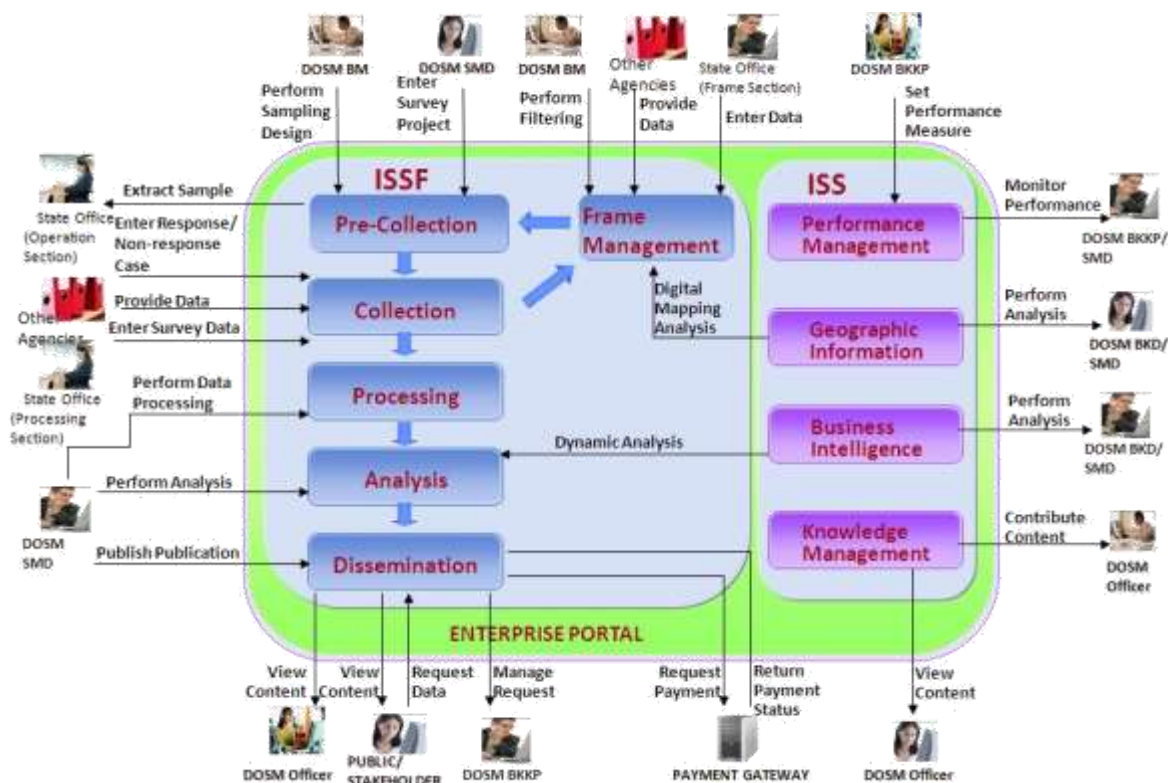 DOSM BM
DOSM SMD
DOSM BM
Other
Agencies
State Office
(Frame Section)
DOSM BKKP
Perform
Sampling
Design
Enter
Survey
Project
Perform
Filtering
Provide
Data
Enter Data
Set
Performance
Measure
ISSF
ISS
Extract Sample
State Office
(Operation
Section)
Enter Response/
Non-response
Case
Provide Data
Other
Agencies
Enter Survey Data
State Office
(Processing
Section)
Perform Data
Processing
Perform Analysis
DOSM
SMD
Publish Publication
Pre-Collection
Frame
Management
Collection
Processing
Analysis
Dissemination
Digital
Mapping
Analysis
Dynamic Analysis
Performance
Management
Geographic
Information
Business
Intelligence
Knowledge
Management
Monitor
Performance
DOSM BKKP/
SMD
Perform
Analysis
DOSM BKD/
SMD
Perform
Analysis
DOSM BKD/
SMD
Contribute
Content
DOSM
Officer
ENTERPRISE PORTAL
View
Content
View
Content
Request
Data
Manage
Request
Request
Payment
Return
Payment
Status
View
Content
DOSM Officer
PUBLIC/
STAKEHOLDER
DOSM BKKP
PAYMENT GATEWAY
DOSM Officer